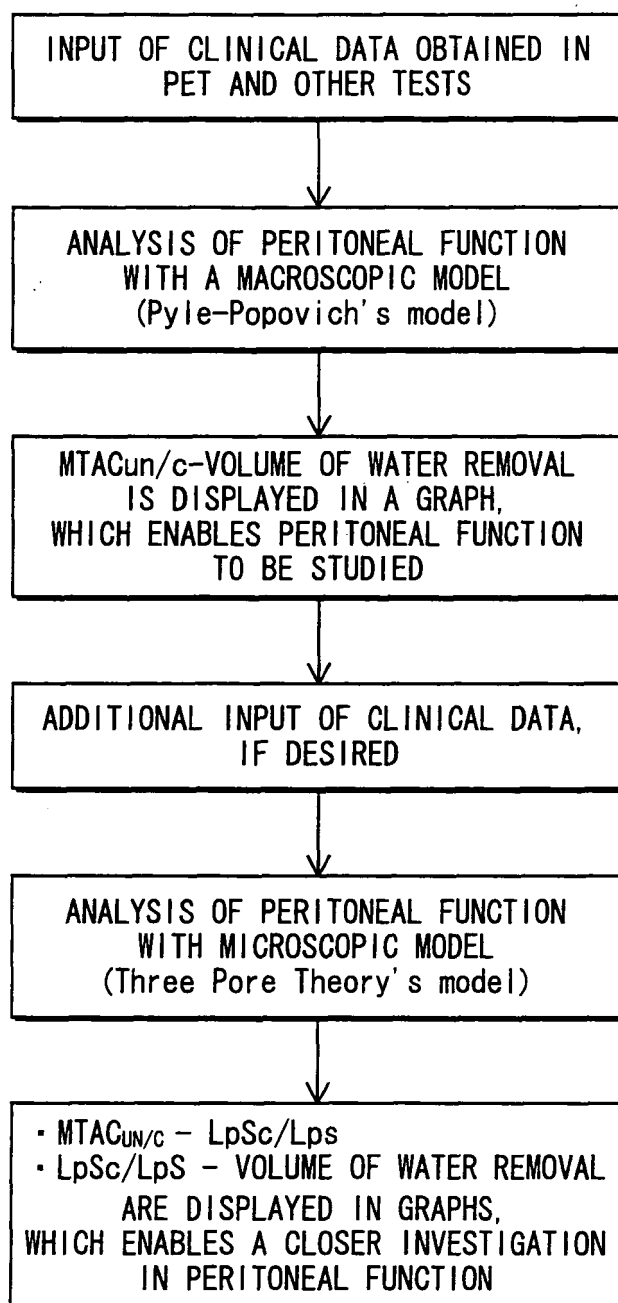 INPUT OF CLINICAL DATA OBTAINED IN
PET AND OTHER TESTS
ANALYSIS OF PERITONEAL FUNCTION
WITH A MACROSCOPIC MODEL
(Pyle-Popovich's model)
MTACun/c-VOLUME OF WATER REMOVAL
IS DISPLAYED IN A GRAPH,
WHICH ENABLES PERITONEAL FUNCTION
TO BE STUDIED
ADDITIONAL INPUT OF CLINICAL DATA,
IF DESIRED
ANALYSIS OF PERITONEAL FUNCTION
WITH MICROSCOPIC MODEL
(Three Pore Theory's model)
・MTACUN/C – LpSc/Lps
・LpSc/LpS – VOLUME OF WATER REMOVAL
ARE DISPLAYED IN GRAPHS,
WHICH ENABLES A CLOSER INVESTIGATION
IN PERITONEAL FUNCTION